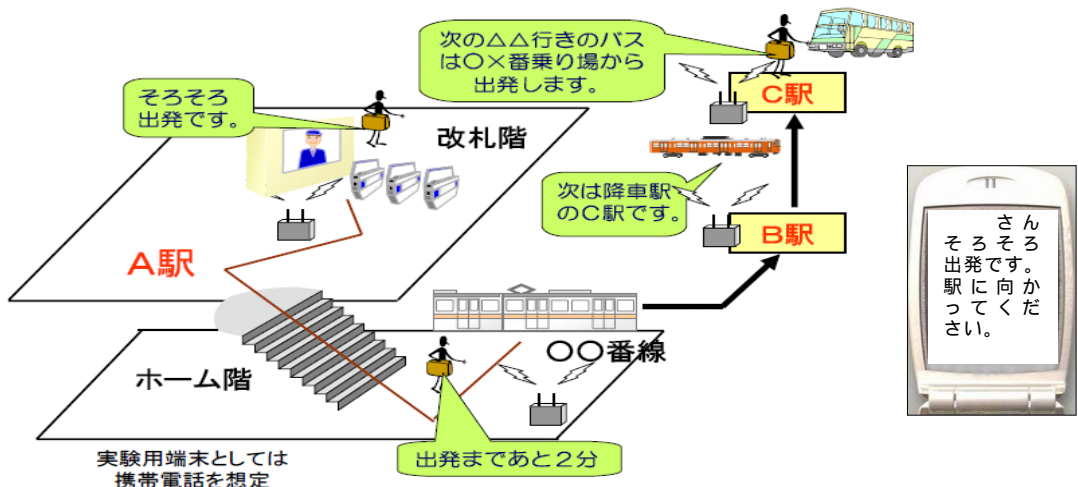 次の△△行きのバス
は〇×番乗り場から
出発します。
そろそろ
出発です。
改札階
C駅
次は降車駅
のC駅です。
B駅
A駅
〇〇番線
ホーム階
出発まであと２分
実験用端末としては
携帯電話を想定
さん
そろそろ
出発です。
駅に向か
ってくだ
さい。